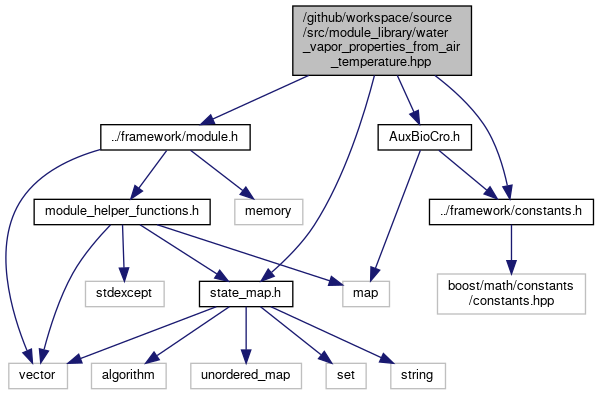 /github/workspace/source
/src/module_library/water
_vapor_properties_from_air
_temperature.hpp
../framework/module.h
AuxBioCro.h
module_helper_functions.h
memory
../framework/constants.h
stdexcept
state_map.h
map
boost/math/constants
/constants.hpp
vector
algorithm
unordered_map
set
string